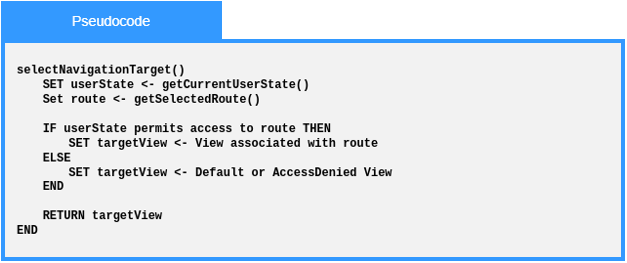 Pseudocode
selectNavigationTarget()
SET userState <- getCurrentUserState()
Set route <- getSelectedRoute()
IF userState permits access to route THEN
SET targetView <- View associated with route
ELSE
SET targetView <- Default or AccessDenied View
END
RETURN targetView
END